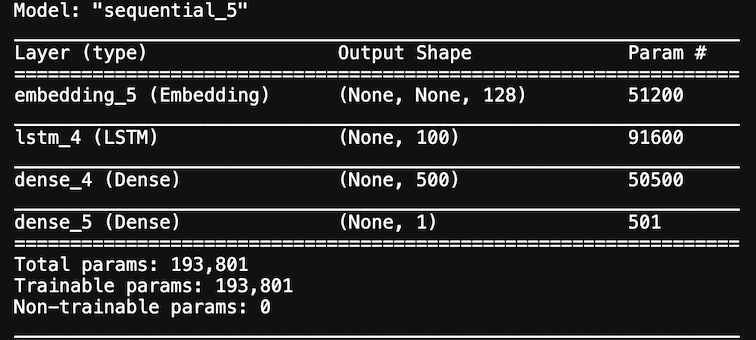 Model: "sequential_5"
Layer (type) Output Shape Param #
embedding_5 (Embedding) (None, None, 128) 51200
lstm_4 (LSTM) (None, 100) 91600
dense_4 (Dense) (None, 500) 50500
dense_5 (Dense) (None, 1) 501
Total params: 193,801
Trainable params: 193,801
Non-trainable params: 0